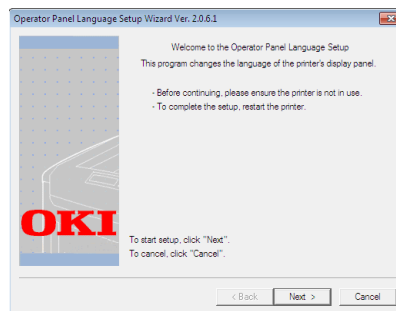 Operator Panel Language Setup Wizard Ver. 2.0.6.1
Welcome to the Operator Panel Language Setup
This program changes the language of the printer's display panel.
- Before continuing, please ensure the printer is not in use.
- To complete the setup, restart the printer.
OKI
To start setup, click "Next".
To cancel, click "Cancel".
< Back
Next >
Cancel